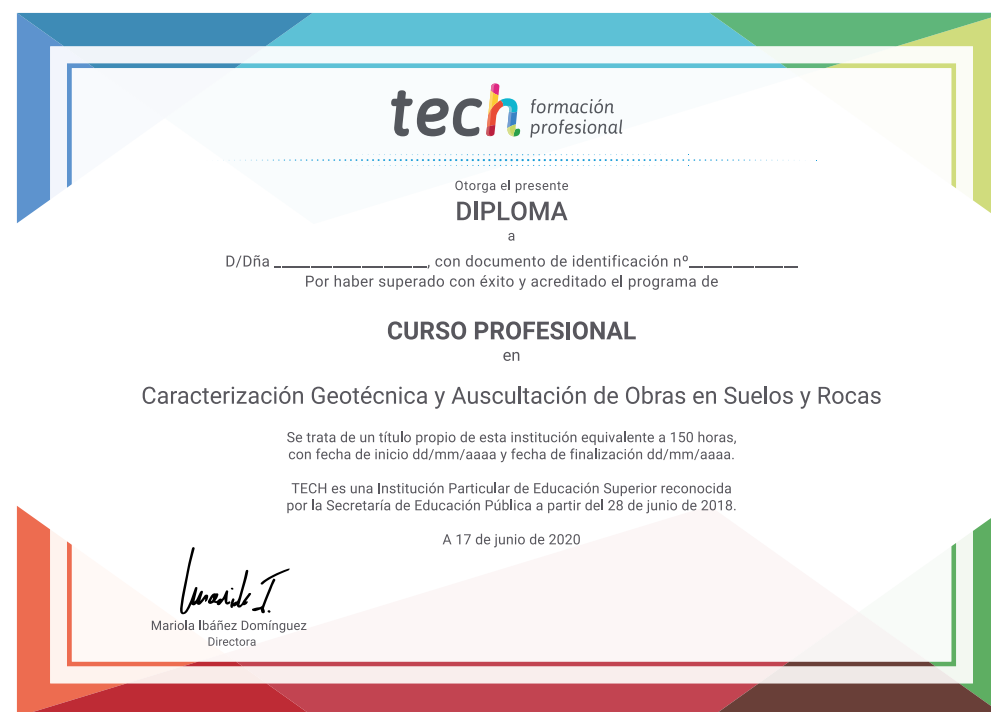 tech formación
profesional
Otorga el presente
DIPLOMA
a
D/Dña ____________________, con documento de identificación nº______________
Por haber superado con éxito y acreditado el programa de
CURSO PROFESIONAL
en
Caracterización Geotécnica y Auscultación de Obras en Suelos y Rocas
Se trata de un título propio de esta institución equivalente a 150 horas,
con fecha de inicio dd/mm/aaaa y fecha de finalización dd/mm/aaaa.
TECH es una Institución Particular de Educación Superior reconocida
por la Secretaría de Educación Pública a partir del 28 de junio de 2018.
A 17 de junio de 2020
Mariola Ibáñez Domínguez
Directora